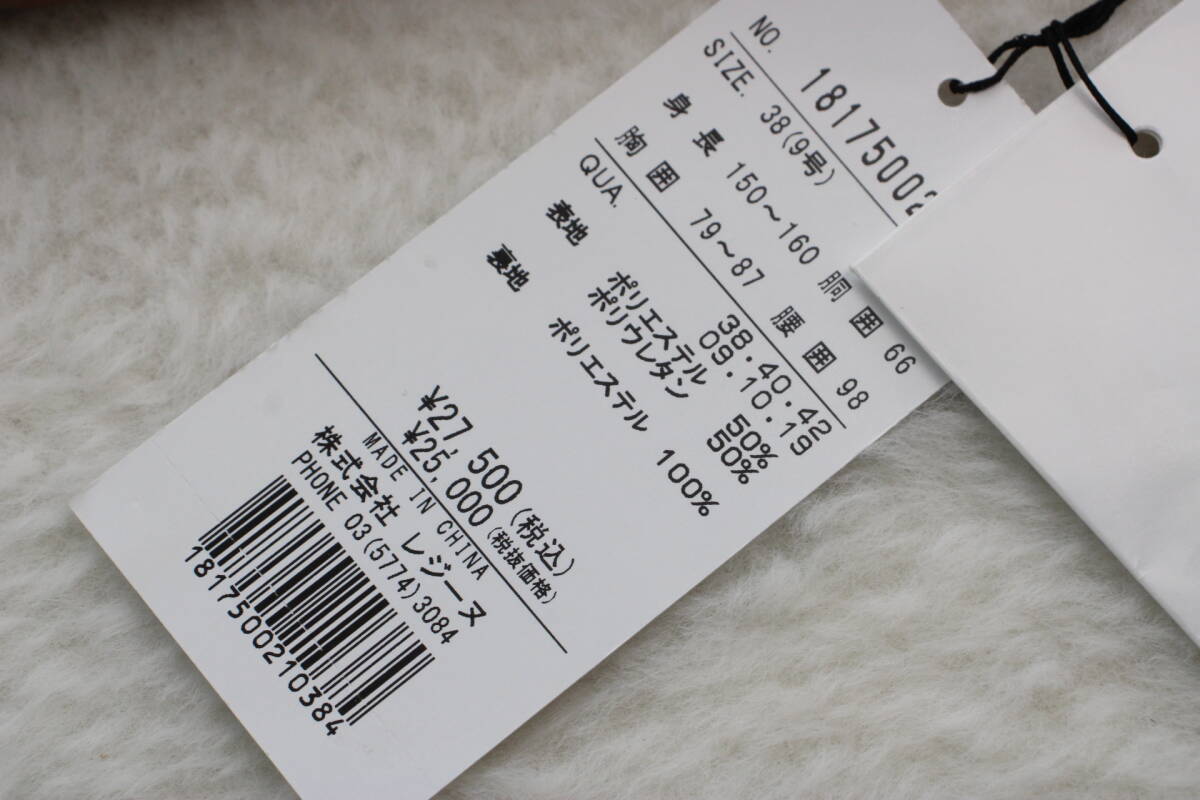 NO. 18175002
SIZE. 38(9号)
身長 150~160 胴囲 66
胸囲 79~87 腰囲 98
QUA. 38.40.42
09.10.19
表地 ポリエステル 50%
ポリウレタン 50%
裏地 ポリエステル 100%
¥27,500(税込)
¥25,000(税抜価格)
MADE IN CHINA
株式会社 レジーヌ
PHONE 03(5774)3084
1817500210384